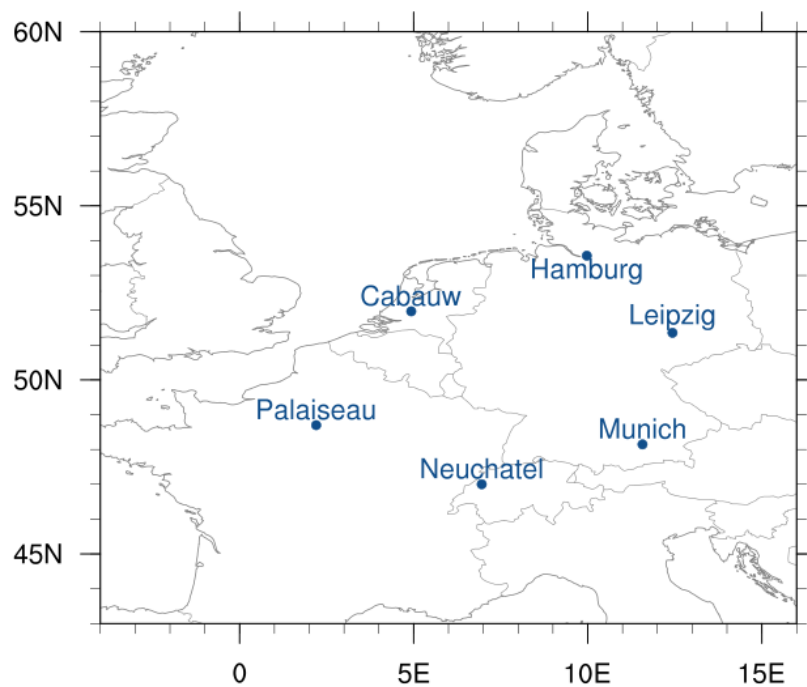 60N
55N
Hamburg
Cabauw
Leipzig
50N
Palaiseau
Munich
Neuchatel
45N
0
5E
10E
15E